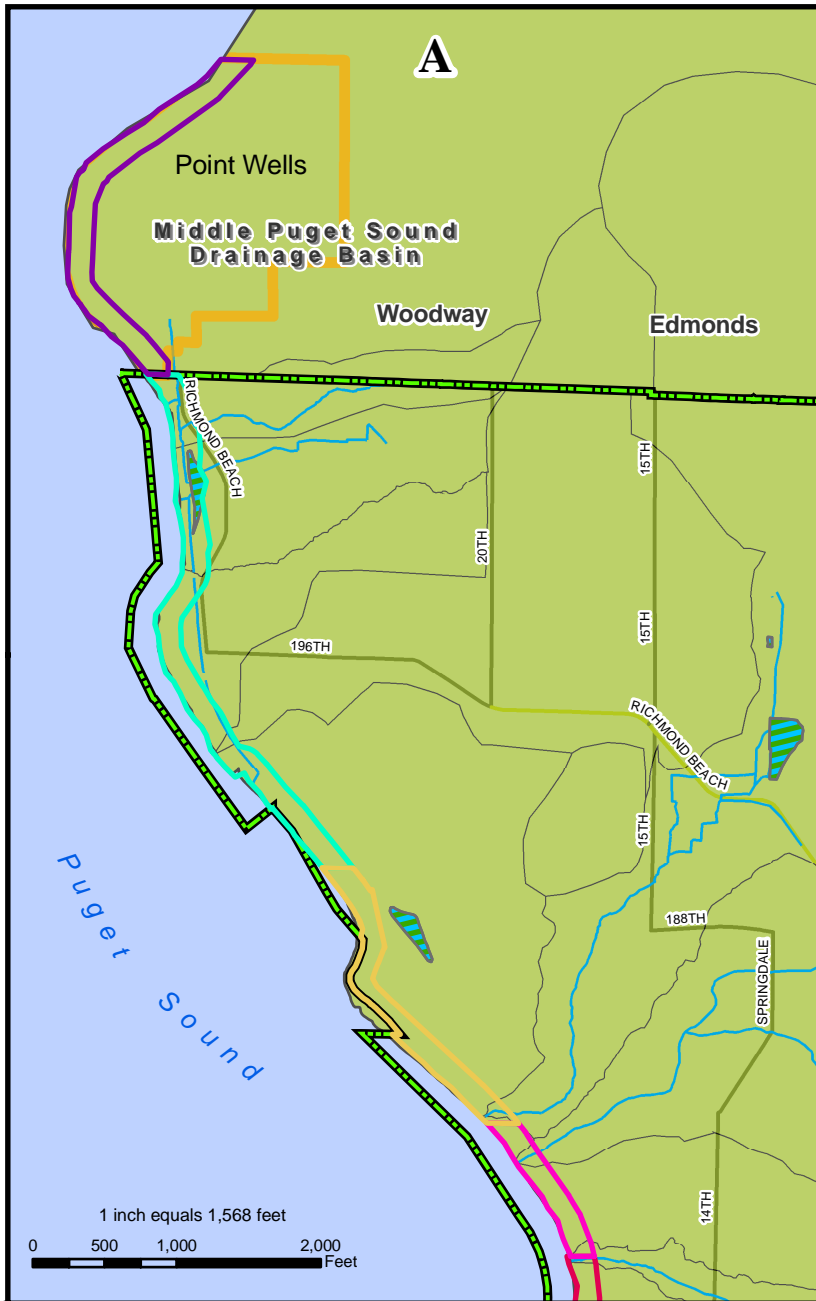 A
Point Wells
Middle Puget Sound
Drainage Basin
Woodway
Edmonds
RICHMOND BEACH
15TH
20TH
15TH
196TH
RICHMOND BEACH
15TH
Puget Sound
188TH
SPRINGDALE
14TH
1 inch equals 1,568 feet
0 500 1,000 2,000
Feet